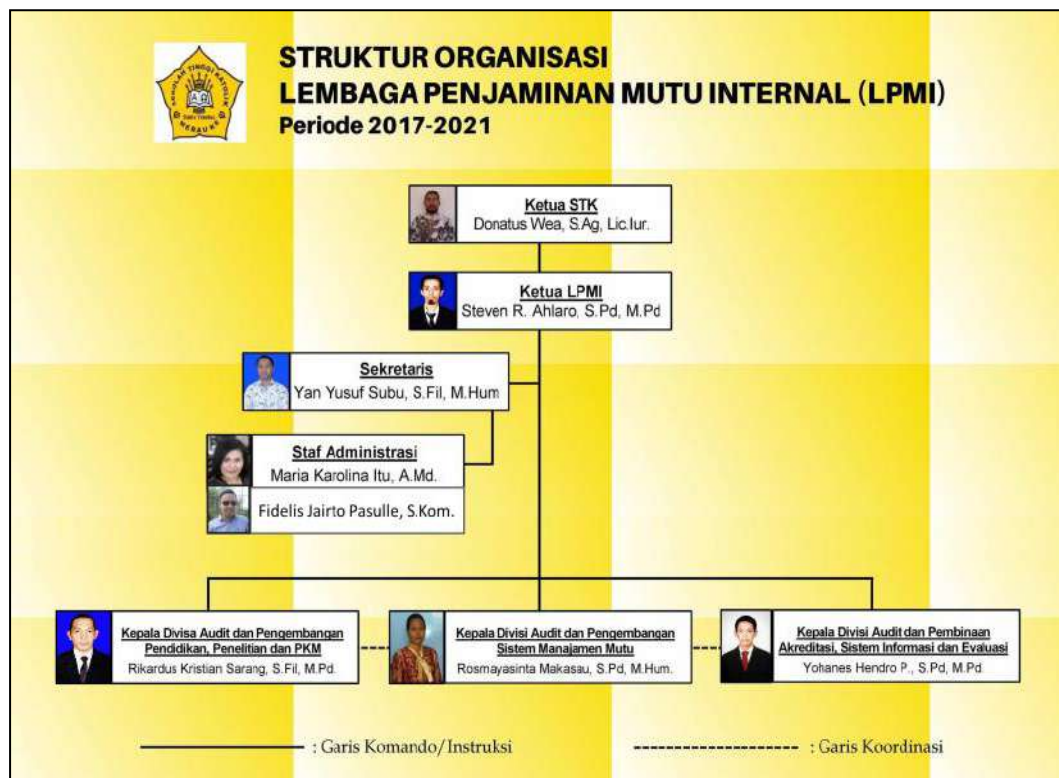 STRUKTUR ORGANISASI
LEMBAGA PENJAMINAN MUTU INTERNAL (LPMI)
Periode 2017-2021
SEKOLAH TINGGI KATOLIK
MERAUKE
Ketua STK
Donatus Wea, S.Ag, Lic.Iur.
Ketua LPMI
Steven R. Ahlaro, S.Pd, M.Pd
Sekretaris
Yan Yusuf Subu, S.Fil, M.Hum
Staf Administrasi
Maria Karolina Itu, A.Md.
Fidelis Jairto Pasulle, S.Kom.
Kepala Divisa Audit dan Pengembangan
Pendidikan, Penelitian dan PKM
Rikardus Kristian Sarang, S.Fil, M.Pd.
Kepala Divisi Audit dan Pengembangan
Sistem Manajamen Mutu
Rosmayasinta Makasau, S.Pd, M.Hum.
Kepala Divisi Audit dan Pembinaan
Akreditasi, Sistem Informasi dan Evaluasi
Yohanes Hendro P., S.Pd, M.Pd
: Garis Komando/Instruksi
: Garis Koordinasi